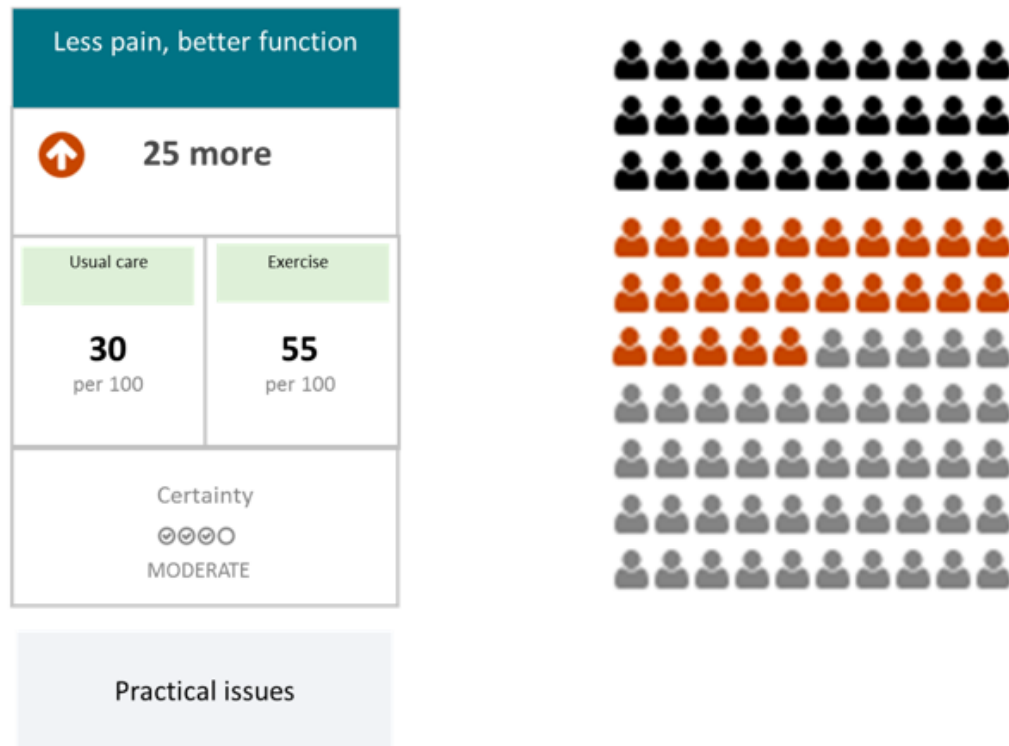 Less pain, better function
25 more
Usual care
Exercise
30
55
per 100
per 100
Certainty
MODERATE
Practical issues